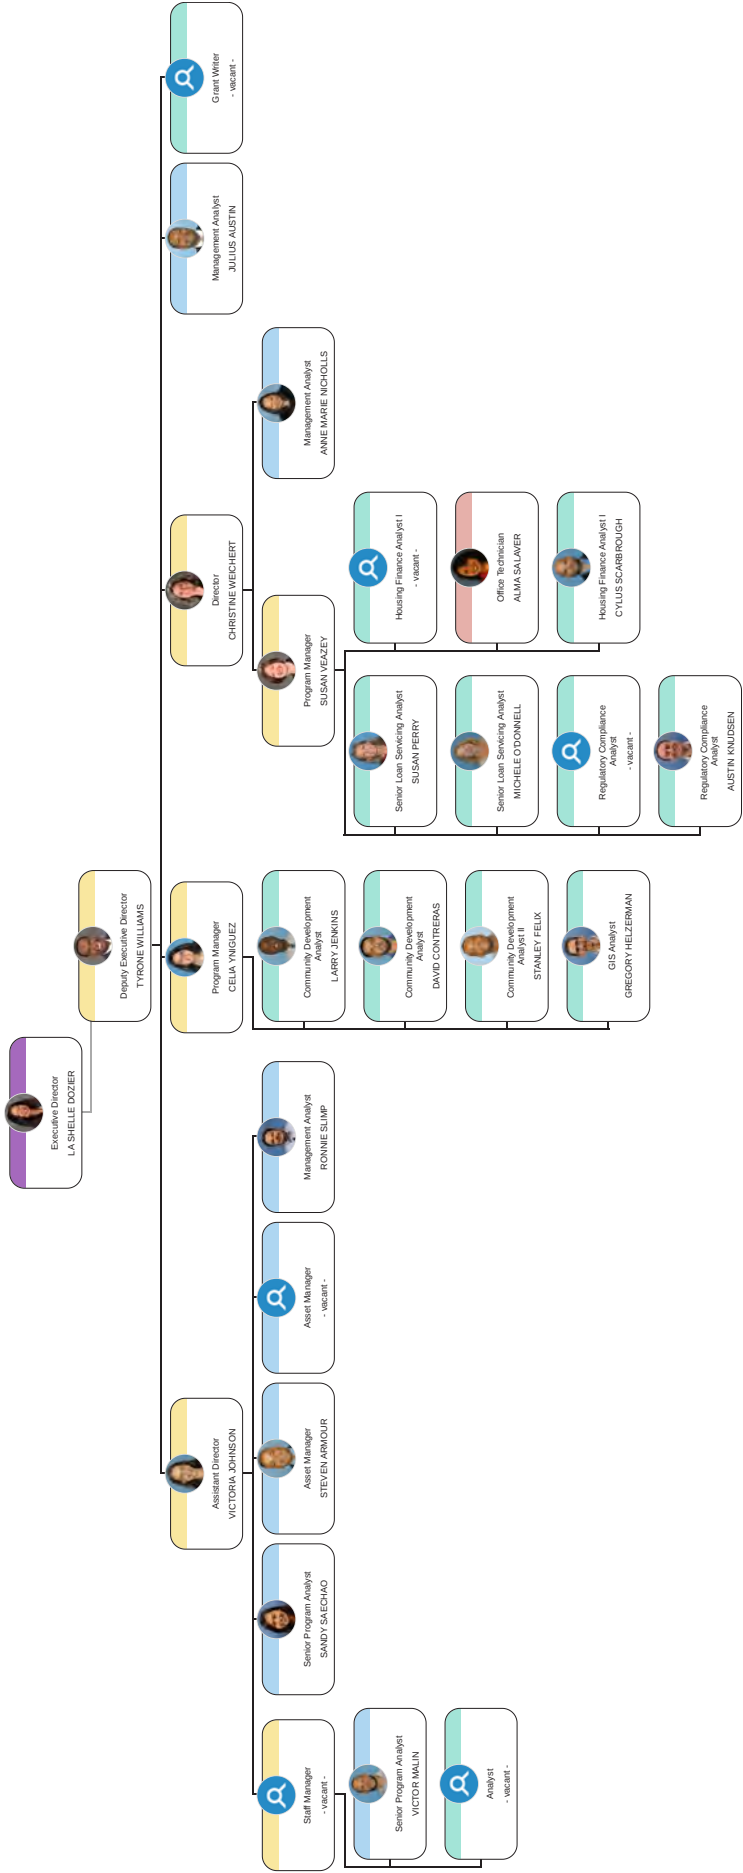 Executive Director
LA SHELLE DOZIER
Deputy Executive Director
TYRONE WILLIAMS
Assistant Director
VICTORIA JOHNSON
Staff Manager
- vacant -
Senior Program Analyst
VICTOR MALIN
Analyst
- vacant -
Senior Program Analyst
SANDY SAECHAO
Asset Manager
STEVEN ARMOUR
Asset Manager
- vacant -
Management Analyst
RONNIE SLIMP
Program Manager
CELIA YNIGUEZ
Community Development
Analyst
LARRY JENKINS
Community Development
Analyst
DAVID CONTRERAS
Community Development
Analyst II
STANLEY FELIX
GIS Analyst
GREGORY HELZERMAN
Director
CHRISTINE WEICHERT
Program Manager
SUSAN VEAZEY
Senior Loan Servicing Analyst
SUSAN PERRY
Housing Finance Analyst I
- vacant -
Senior Loan Servicing Analyst
MICHELE O'DONNELL
Office Technician
ALMA SALAVER
Regulatory Compliance
Analyst
- vacant -
Housing Finance Analyst I
CYLUS SCARBROUGH
Regulatory Compliance
Analyst
AUSTIN KNUDSEN
Management Analyst
ANNE MARIE NICHOLLS
Management Analyst
JULIUS AUSTIN
Grant Writer
- vacant -